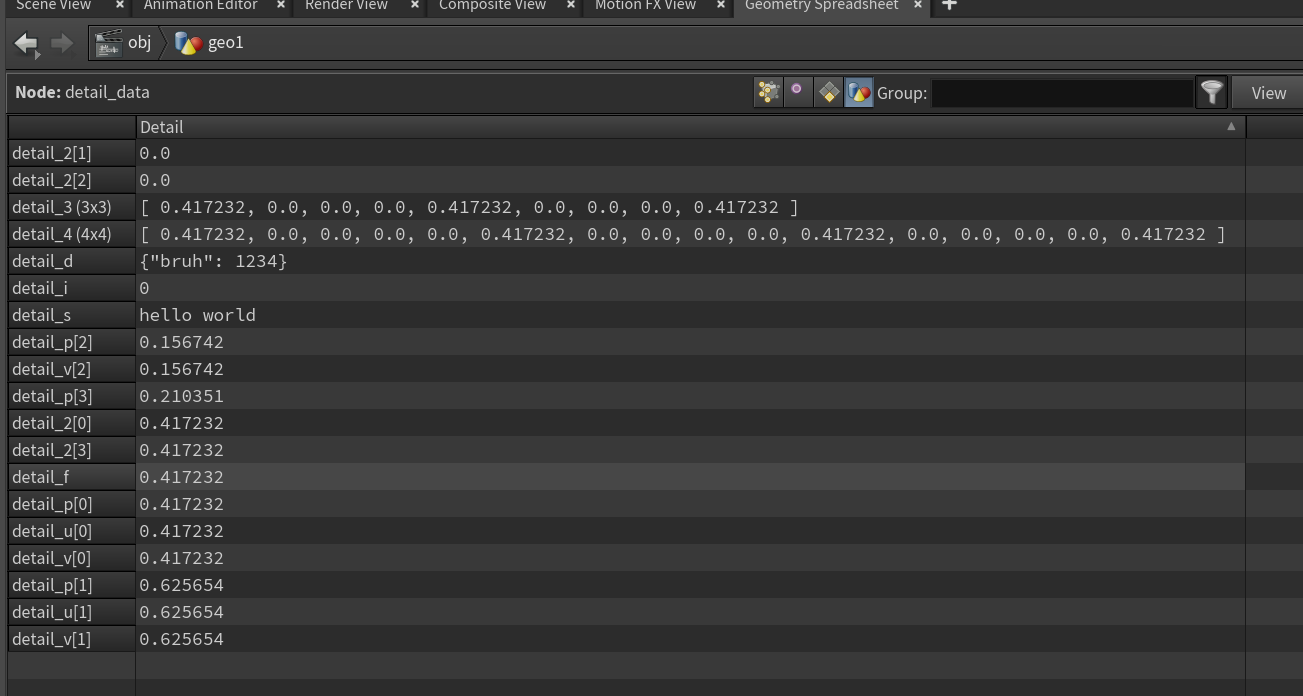 Scene View × Animation Editor × Render View × Composite View × Motion FX View × Geometry Spreadsheet × +
obj geo1
Node: detail_data Group: View
Detail
detail_2[1] 0.0
detail_2[2] 0.0
detail_3 (3x3) [ 0.417232, 0.0, 0.0, 0.0, 0.417232, 0.0, 0.0, 0.0, 0.417232 ]
detail_4 (4x4) [ 0.417232, 0.0, 0.0, 0.0, 0.0, 0.417232, 0.0, 0.0, 0.0, 0.0, 0.417232, 0.0, 0.0, 0.0, 0.0, 0.417232 ]
detail_d {"bruh": 1234}
detail_i 0
detail_s hello world
detail_p[2] 0.156742
detail_v[2] 0.156742
detail_p[3] 0.210351
detail_2[0] 0.417232
detail_2[3] 0.417232
detail_f 0.417232
detail_p[0] 0.417232
detail_u[0] 0.417232
detail_v[0] 0.417232
detail_p[1] 0.625654
detail_u[1] 0.625654
detail_v[1] 0.625654